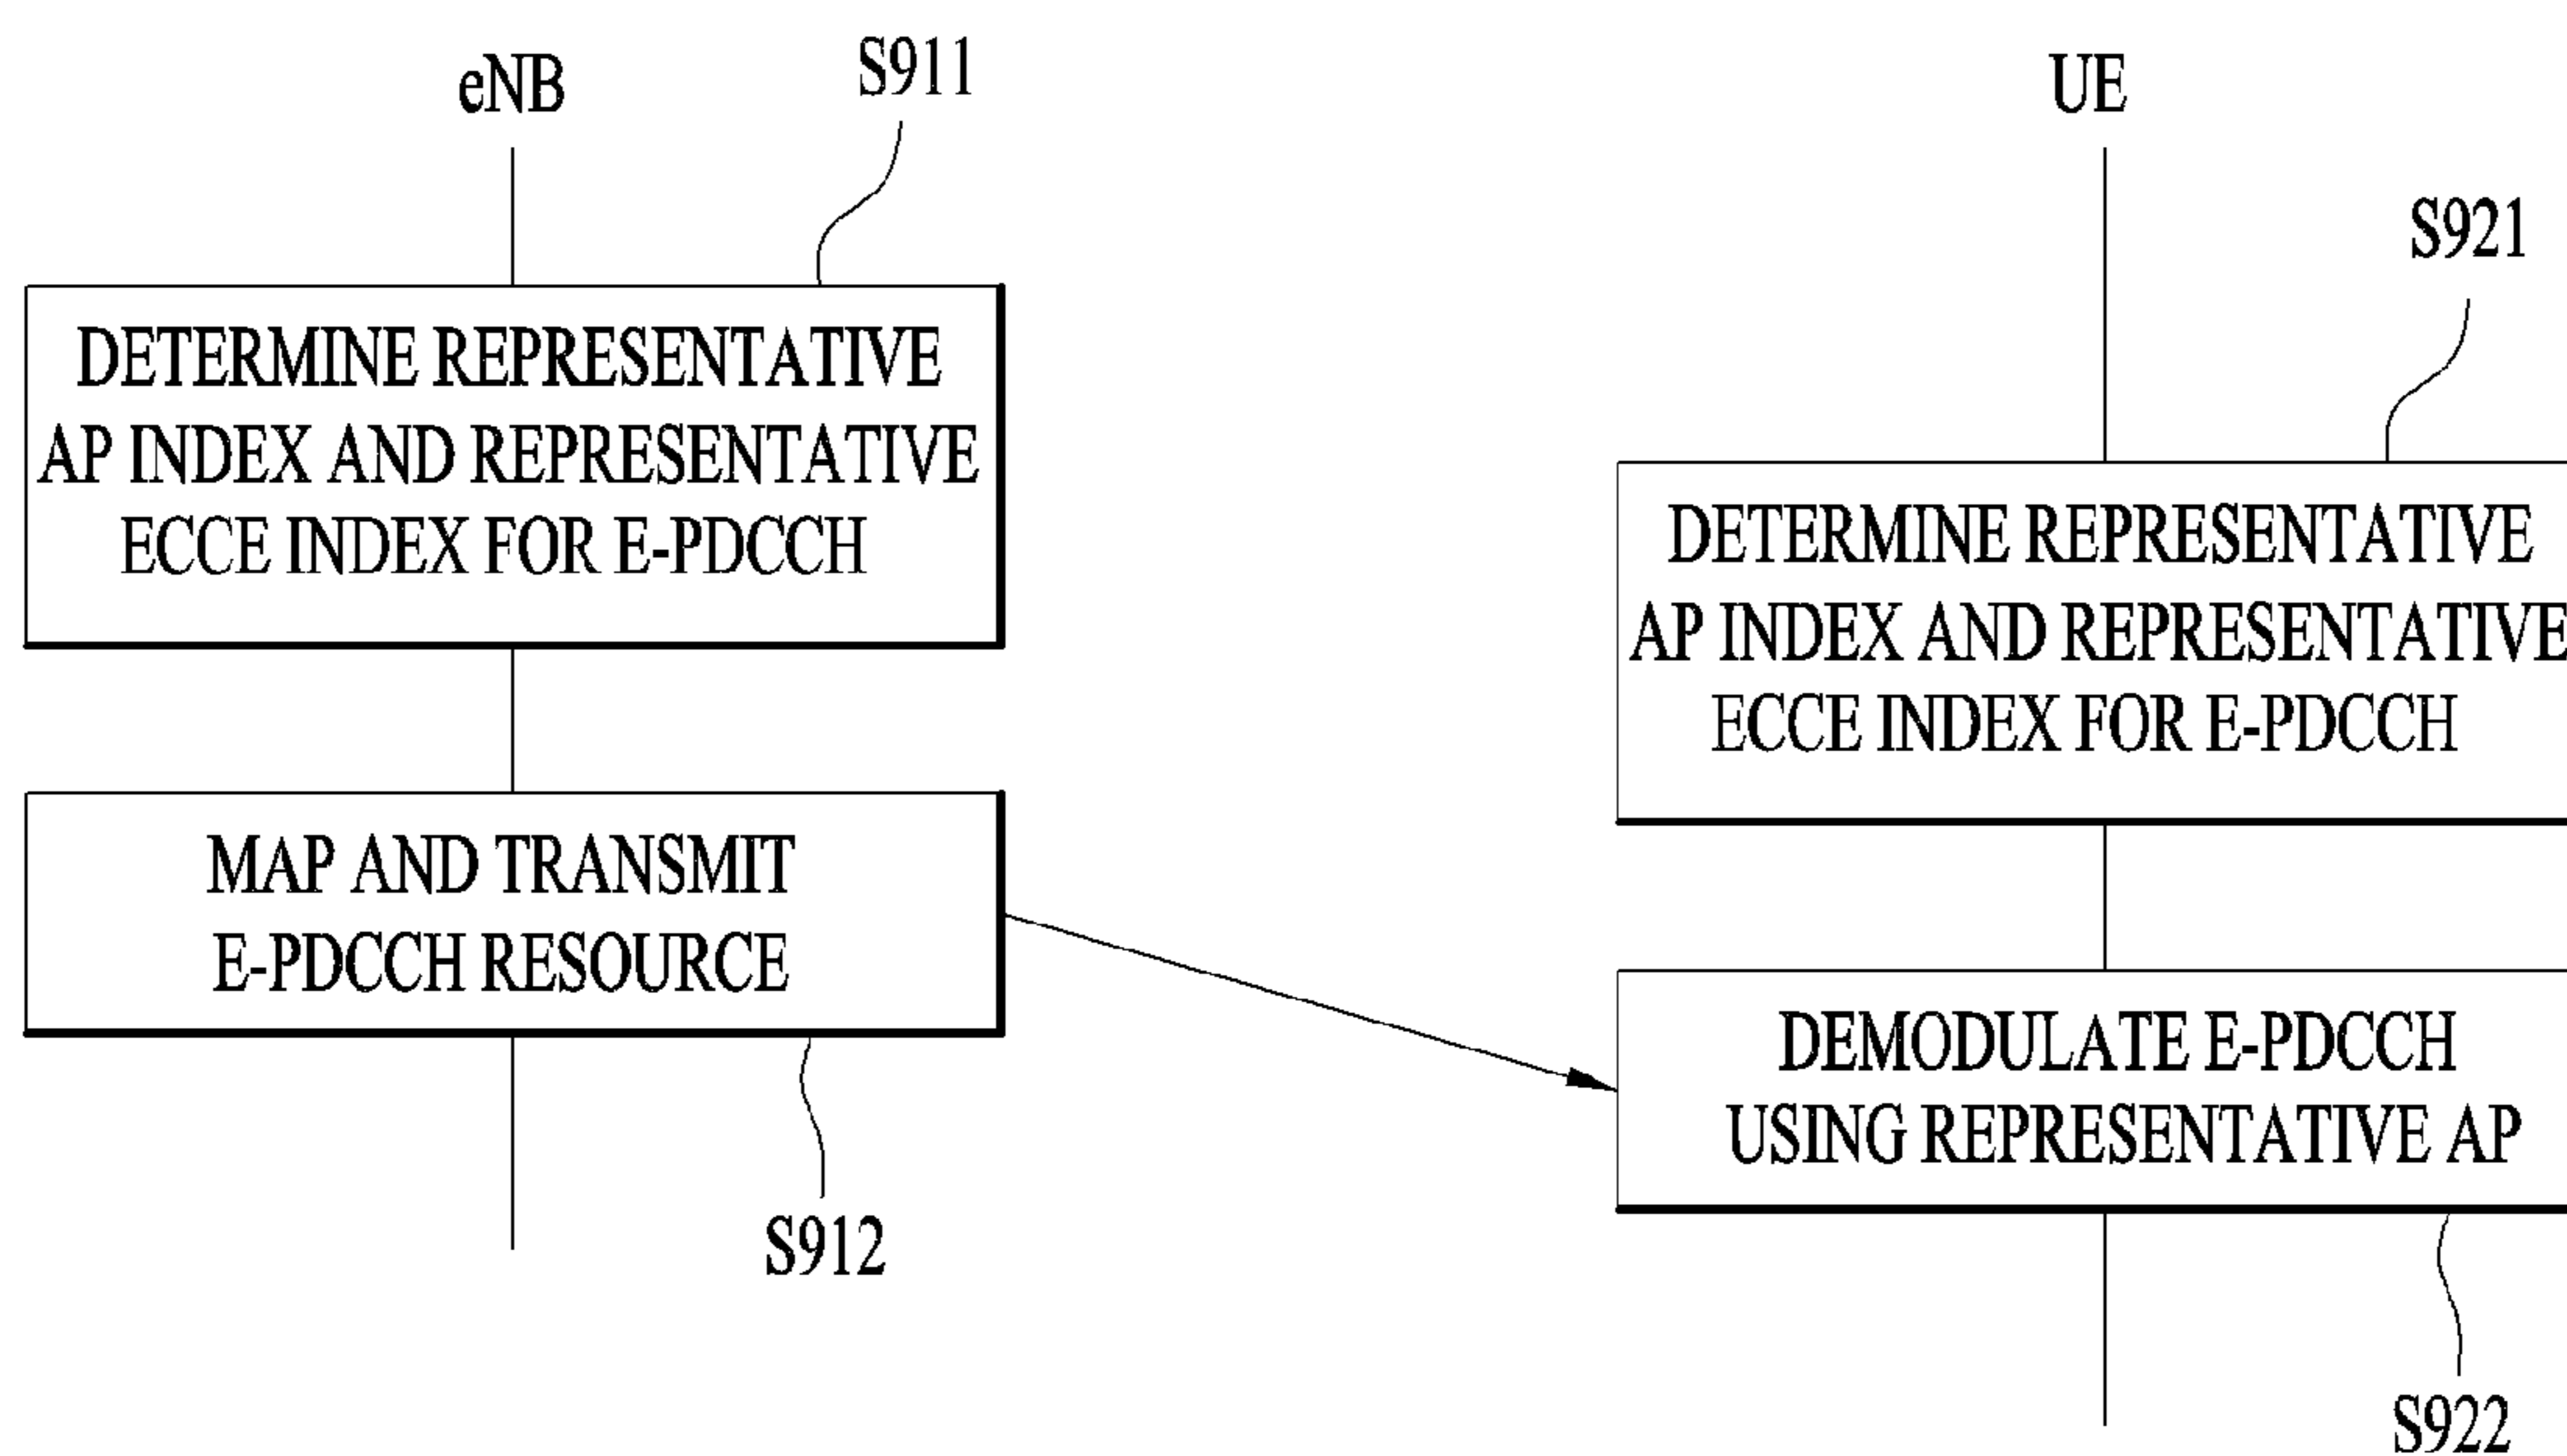 eNB
S911
DETERMINE REPRESENTATIVE
AP INDEX AND REPRESENTATIVE
ECCE INDEX FOR E-PDCCH
MAP AND TRANSMIT
E-PDCCH RESOURCE
S912
UE
S921
DETERMINE REPRESENTATIVE
AP INDEX AND REPRESENTATIVE
ECCE INDEX FOR E-PDCCH
DEMODULATE E-PDCCH
USING REPRESENTATIVE AP
S922